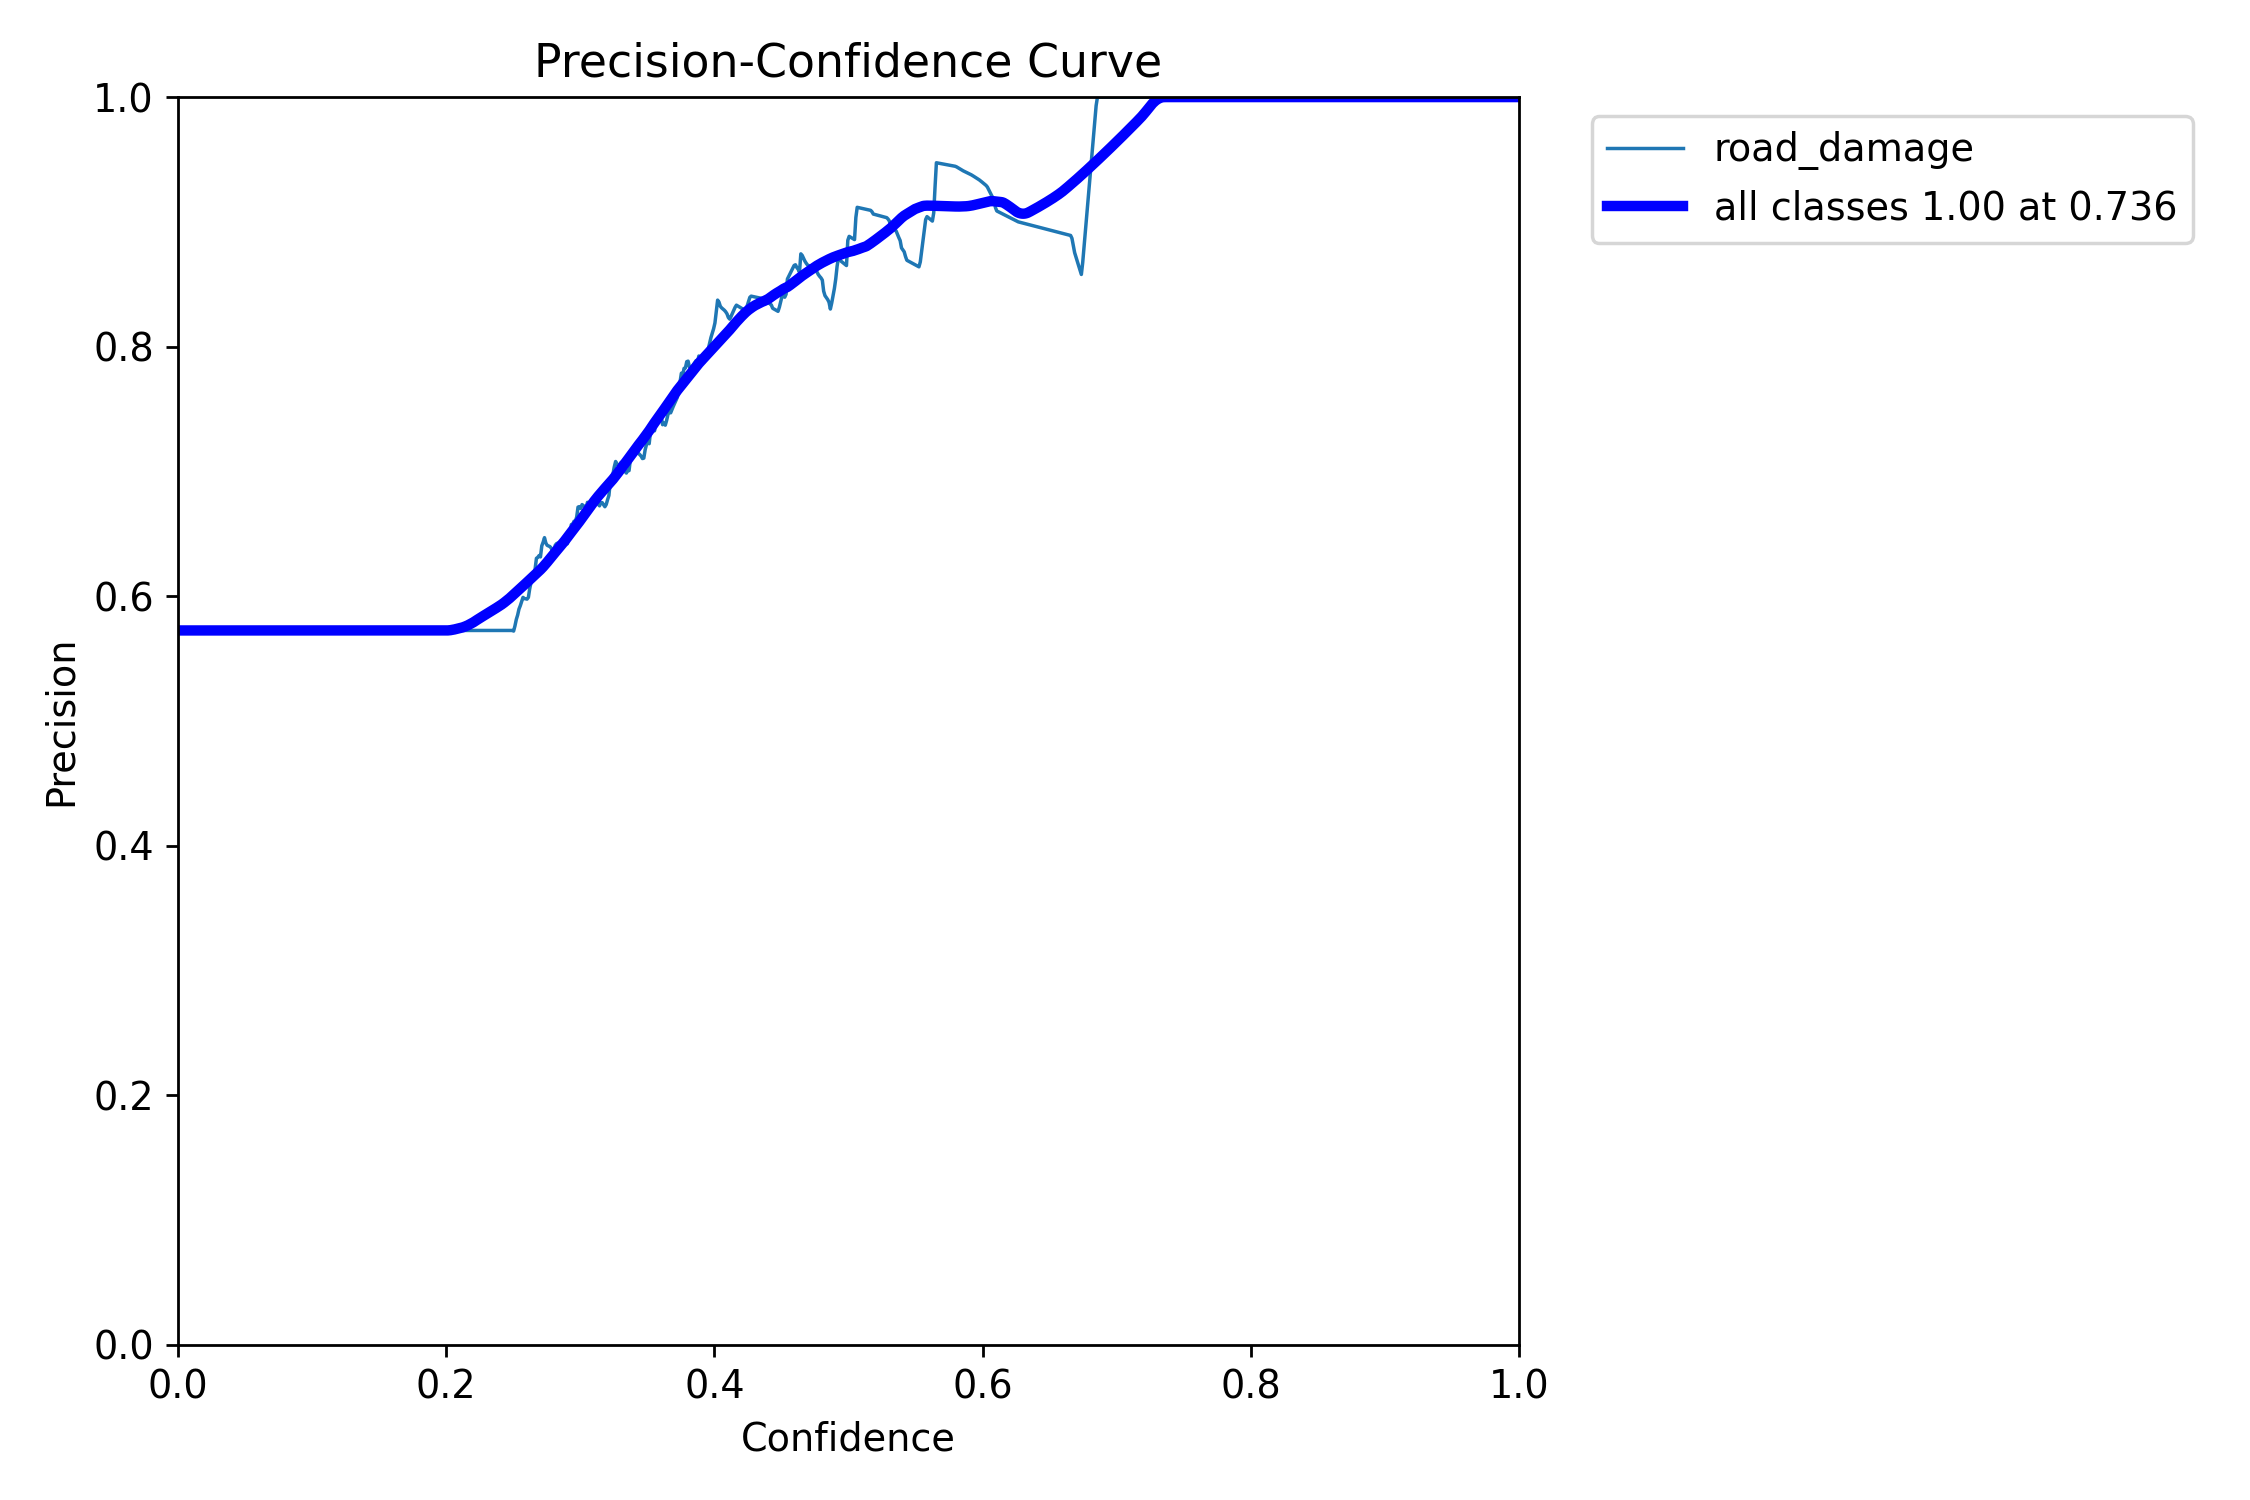 Precision-Confidence Curve
1.0
0.8
0.6
0.4
0.2
0.0
Precision
0.0 0.2 0.4 0.6 0.8 1.0
Confidence
road_damage
all classes 1.00 at 0.736